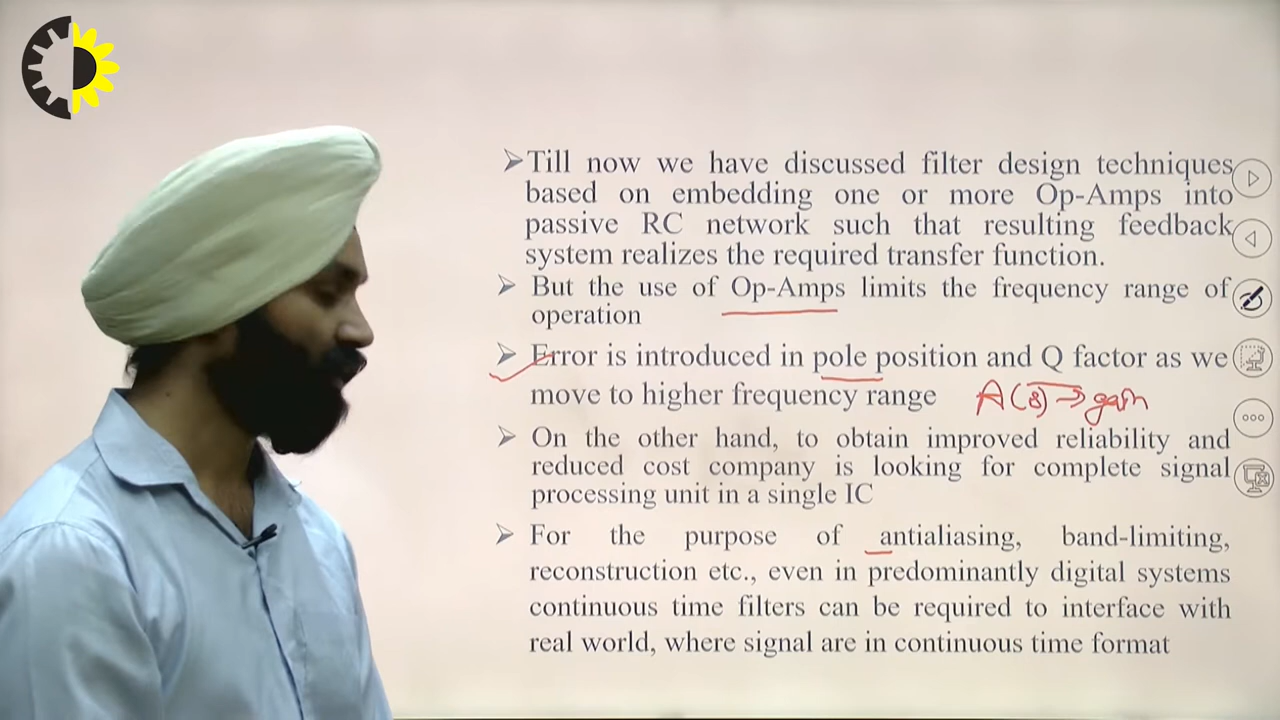 ➢Till now we have discussed filter design techniques
based on embedding one or more Op-Amps into
passive RC network such that resulting feedback
system realizes the required transfer function.
➢ But the use of Op-Amps limits the frequency range of
operation
➢ Error is introduced in pole position and Q factor as we
move to higher frequency range A(s) → gain
➢ On the other hand, to obtain improved reliability and
reduced cost company is looking for complete signal
processing unit in a single IC
➢ For the purpose of antialiasing, band-limiting,
reconstruction etc., even in predominantly digital systems
continuous time filters can be required to interface with
real world, where signal are in continuous time format